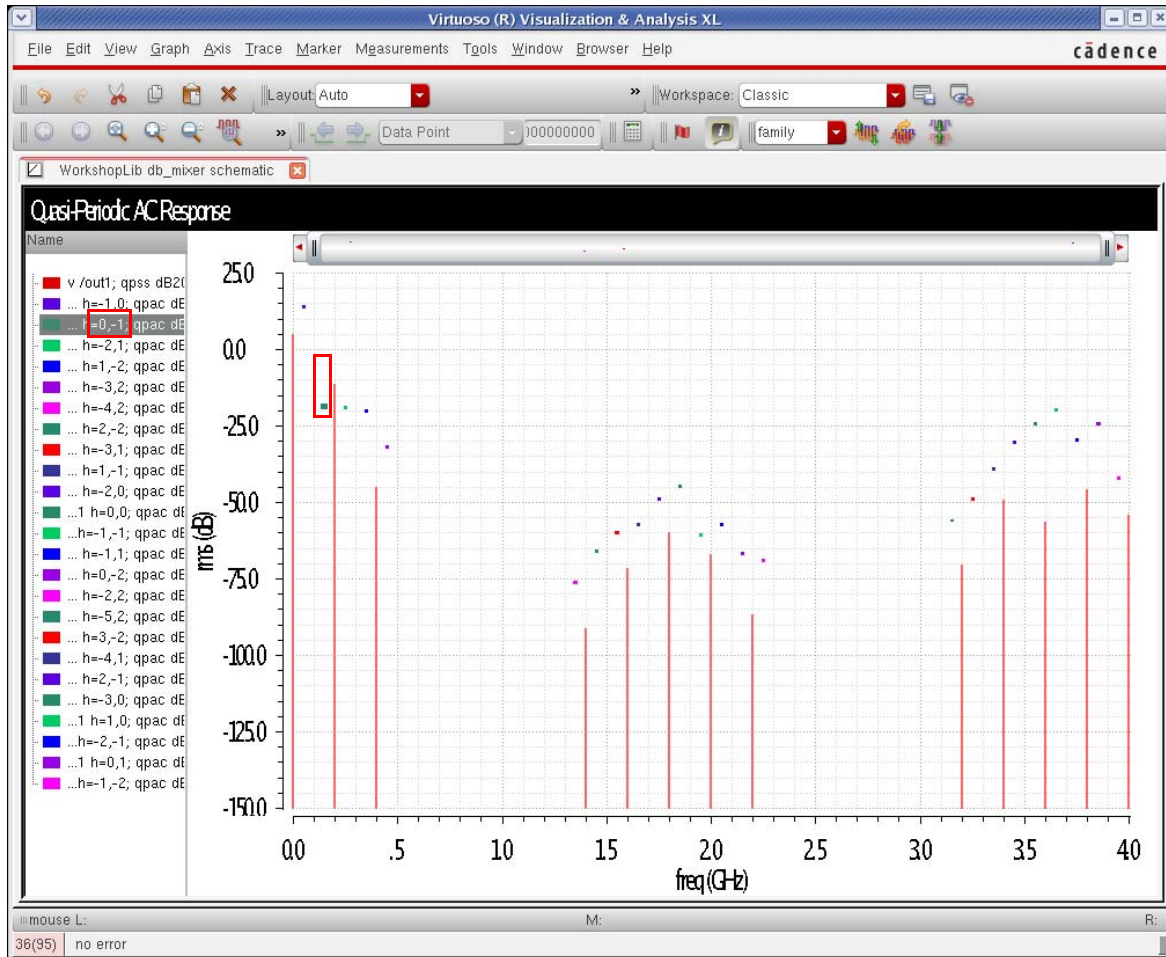 Virtuoso (R) Visualization & Analysis XL
File Edit View Graph Axis Trace Marker Measurements Tools Window Browser Help cādence
Layout: Auto » Workspace: Classic
» Data Point 100000000 family
WorkshopLib db_mixer schematic
Quasi-Periodic AC Response
Name
v /out1; qpss dB20
... h=-1,0; qpac dB
... h=0,-1; qpac dB
... h=-2,1; qpac dB
... h=1,-2; qpac dB
... h=-3,2; qpac dB
... h=-4,2; qpac dB
... h=2,-2; qpac dB
... h=-3,1; qpac dB
... h=1,-1; qpac dB
... h=-2,0; qpac dB
...1 h=0,0; qpac dB
...h=-1,-1; qpac dB
... h=-1,1; qpac dB
... h=0,-2; qpac dB
... h=-2,2; qpac dB
... h=-5,2; qpac dB
... h=3,-2; qpac dB
... h=-4,1; qpac dB
... h=2,-1; qpac dB
... h=-3,0; qpac dB
...1 h=1,0; qpac dB
...h=-2,-1; qpac dB
...1 h=0,1; qpac dB
...h=-1,-2; qpac dB
25.0
0.0
-25.0
-50.0
-75.0
-100.0
-125.0
-150.0
rms (dB)
0.0 .5 1.0 1.5 2.0 2.5 3.0 3.5 4.0
freq (GHz)
mouse L: M: R:
36(95) no error